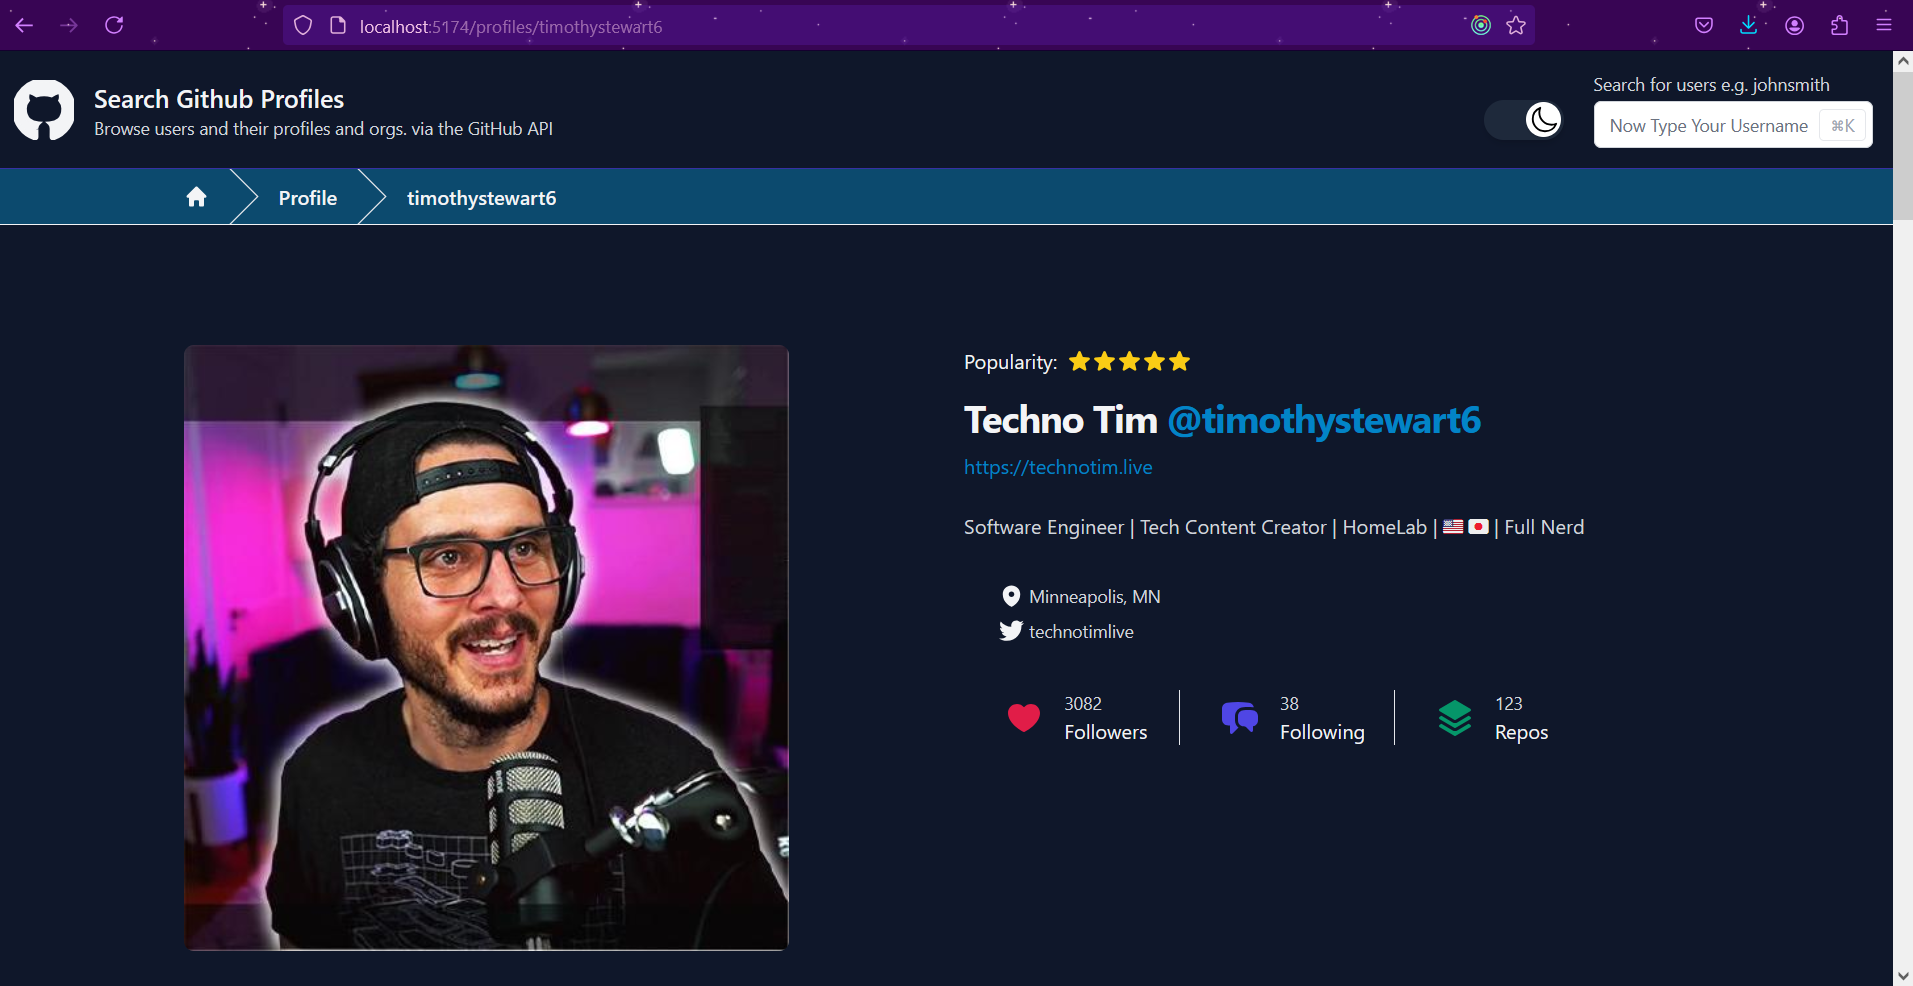 localhost:5174/profiles/timothystewart6
Search Github Profiles
Browse users and their profiles and orgs. via the GitHub API
Search for users e.g. johnsmith
Now Type Your Username ⌘K
Profile
timothystewart6
Popularity:
Techno Tim @timothystewart6
https://technotim.live
Software Engineer | Tech Content Creator | HomeLab | 🇺🇸 🇯🇵 | Full Nerd
Minneapolis, MN
technotimlive
3082
Followers
38
Following
123
Repos